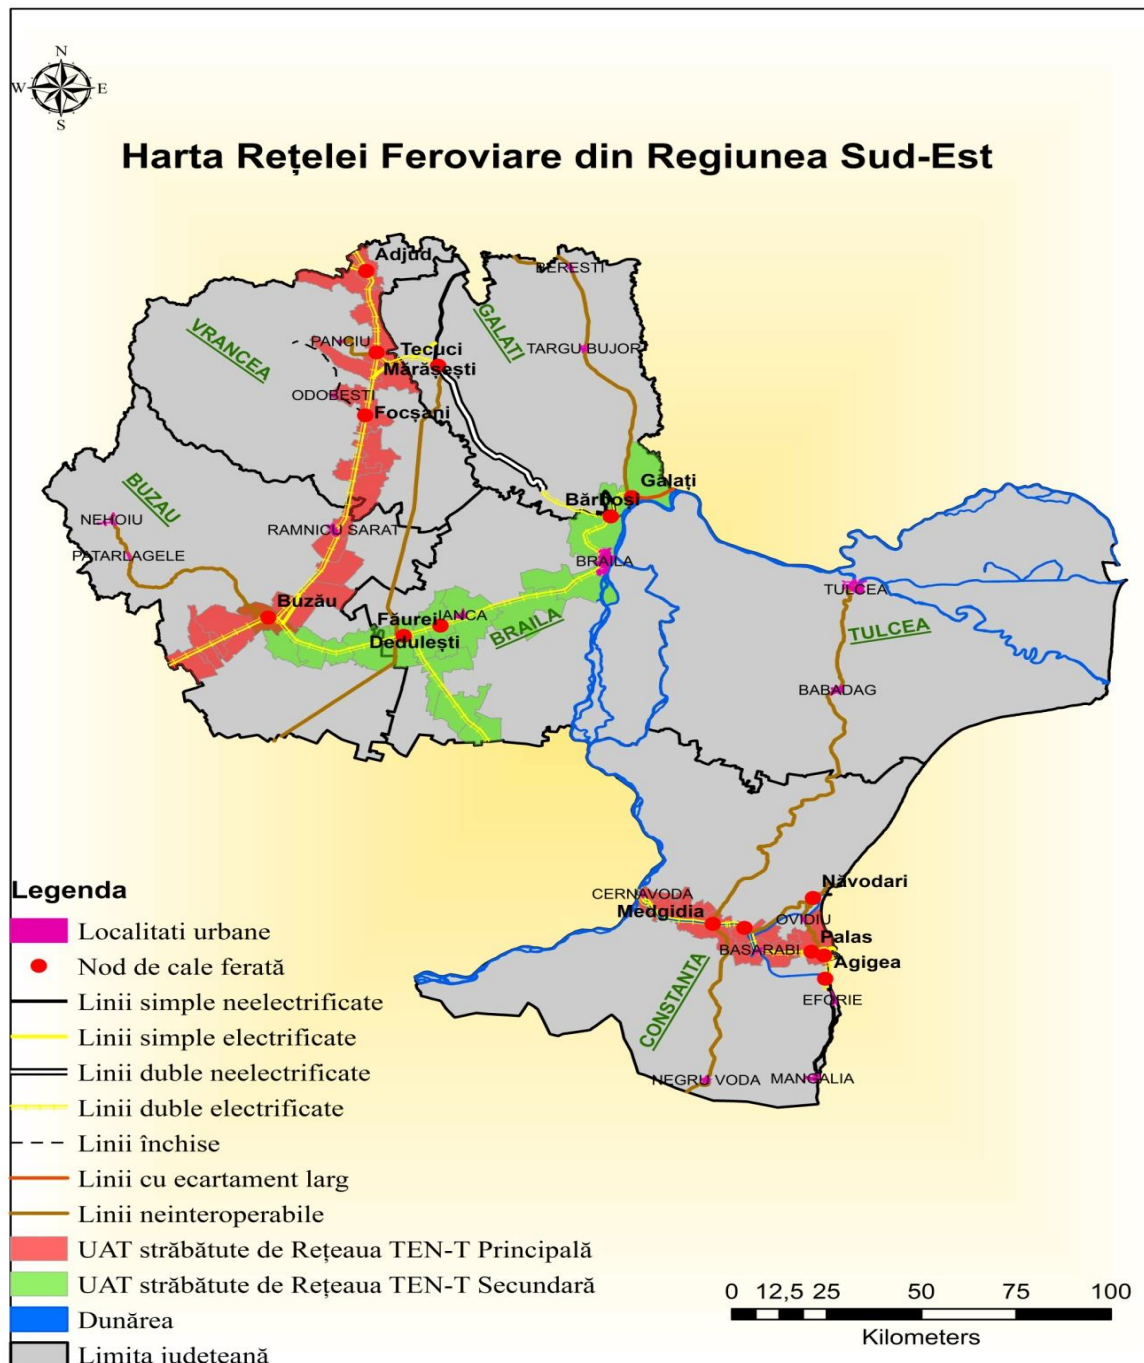 N
W E
S
Harta Rețelei Feroviare din Regiunea Sud-Est
Adjud
BERESTI
VRANCEA
GALATI
PANCIU
Tecuci
TARGU BUJOR
Mărășești
ODOBESTI
Focșani
BUZAU
Galați
Bărboși
NEHOIU
RAMNICU SARAT
PATARLAGELE
BRAILA
TULCEA
Buzău
Făurei
IANCA
BRAILA
TULCEA
Dedulești
BABADAG
Năvodari
CERNAVODA
Medgidia
OVIDIU
BASARABI
Palas
Agigea
CONSTANTA
EFORIE
NEGRU VODA
MANGALIA
Legenda
Localitati urbane
Nod de cale ferată
Linii simple neelectrificate
Linii simple electrificate
Linii duble neelectrificate
Linii duble electrificate
Linii închise
Linii cu ecartament larg
Linii neinteroperabile
UAT străbătute de Rețeaua TEN-T Principală
UAT străbătute de Rețeaua TEN-T Secundară
Dunărea
Limita județeană
0 12,5 25 50 75 100
Kilometers